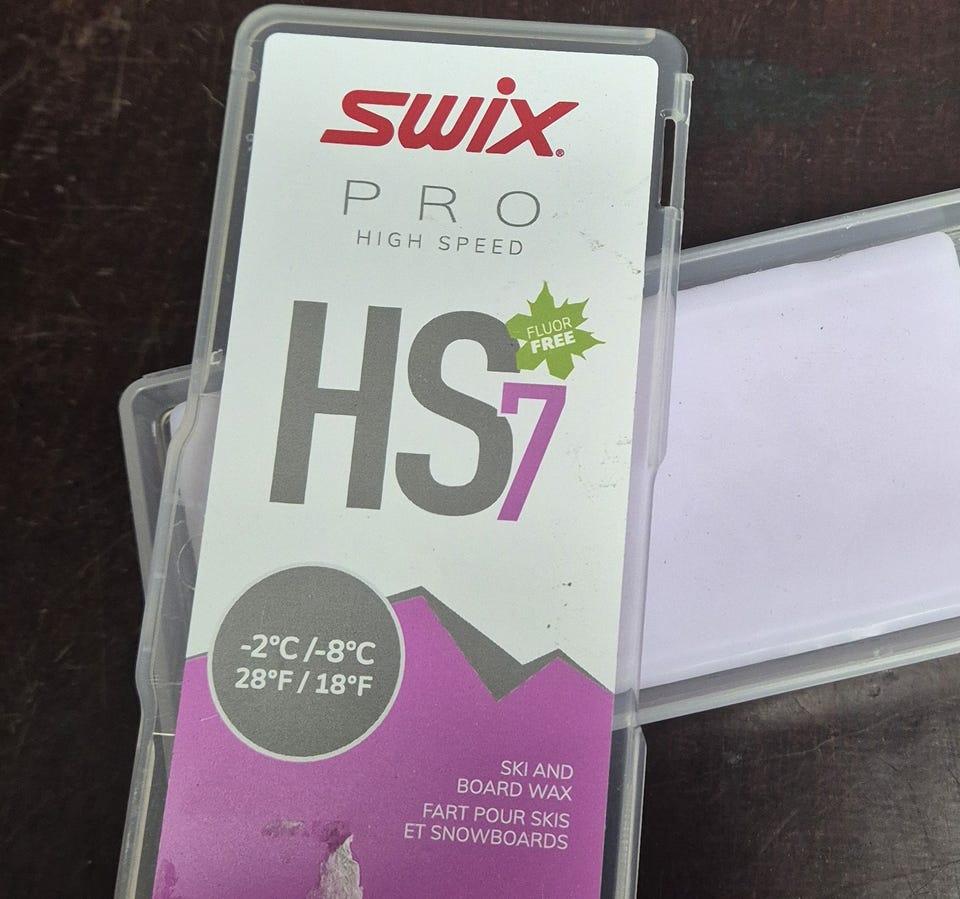 SWiX®
PRO
HIGH SPEED
HS7
FLUOR
FREE
-2°C /-8°C
28°F / 18°F
SKI AND
BOARD WAX
FART POUR SKIS
ET SNOWBOARDS